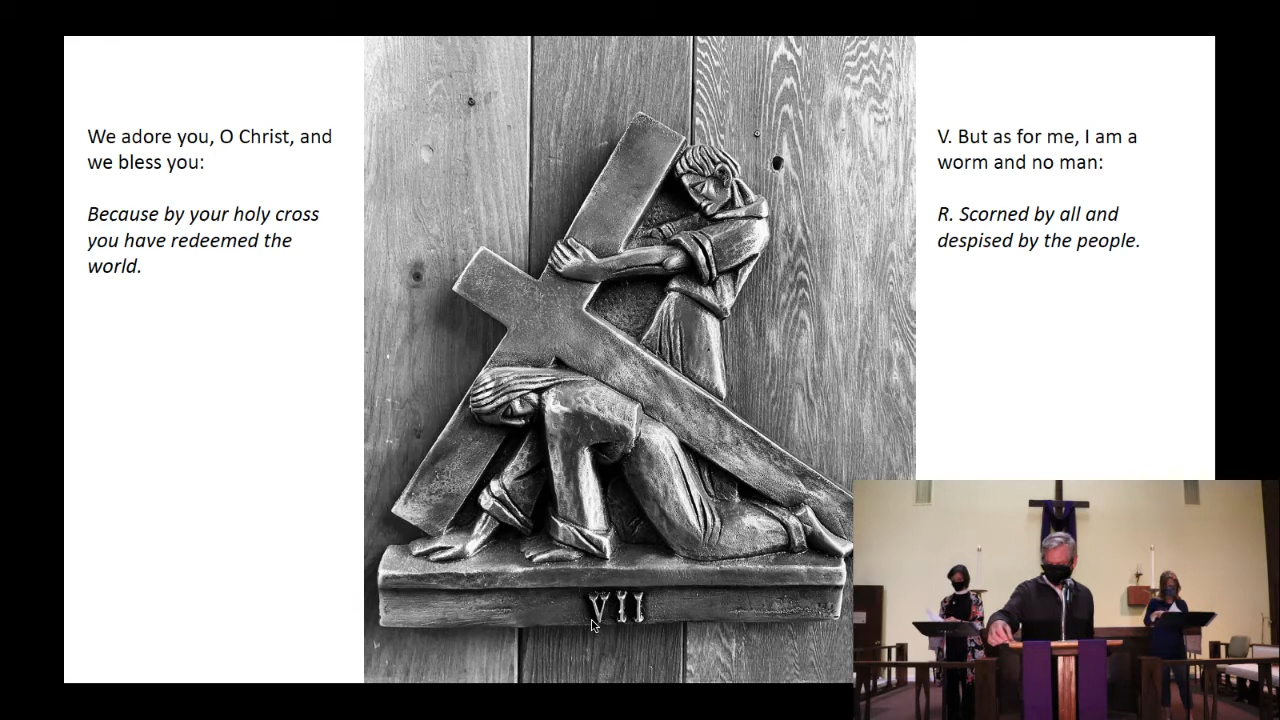 We adore you, O Christ, and
we bless you:
Because by your holy cross
you have redeemed the
world.
VII
V. But as for me, I am a
worm and no man:
R. Scorned by all and
despised by the people.